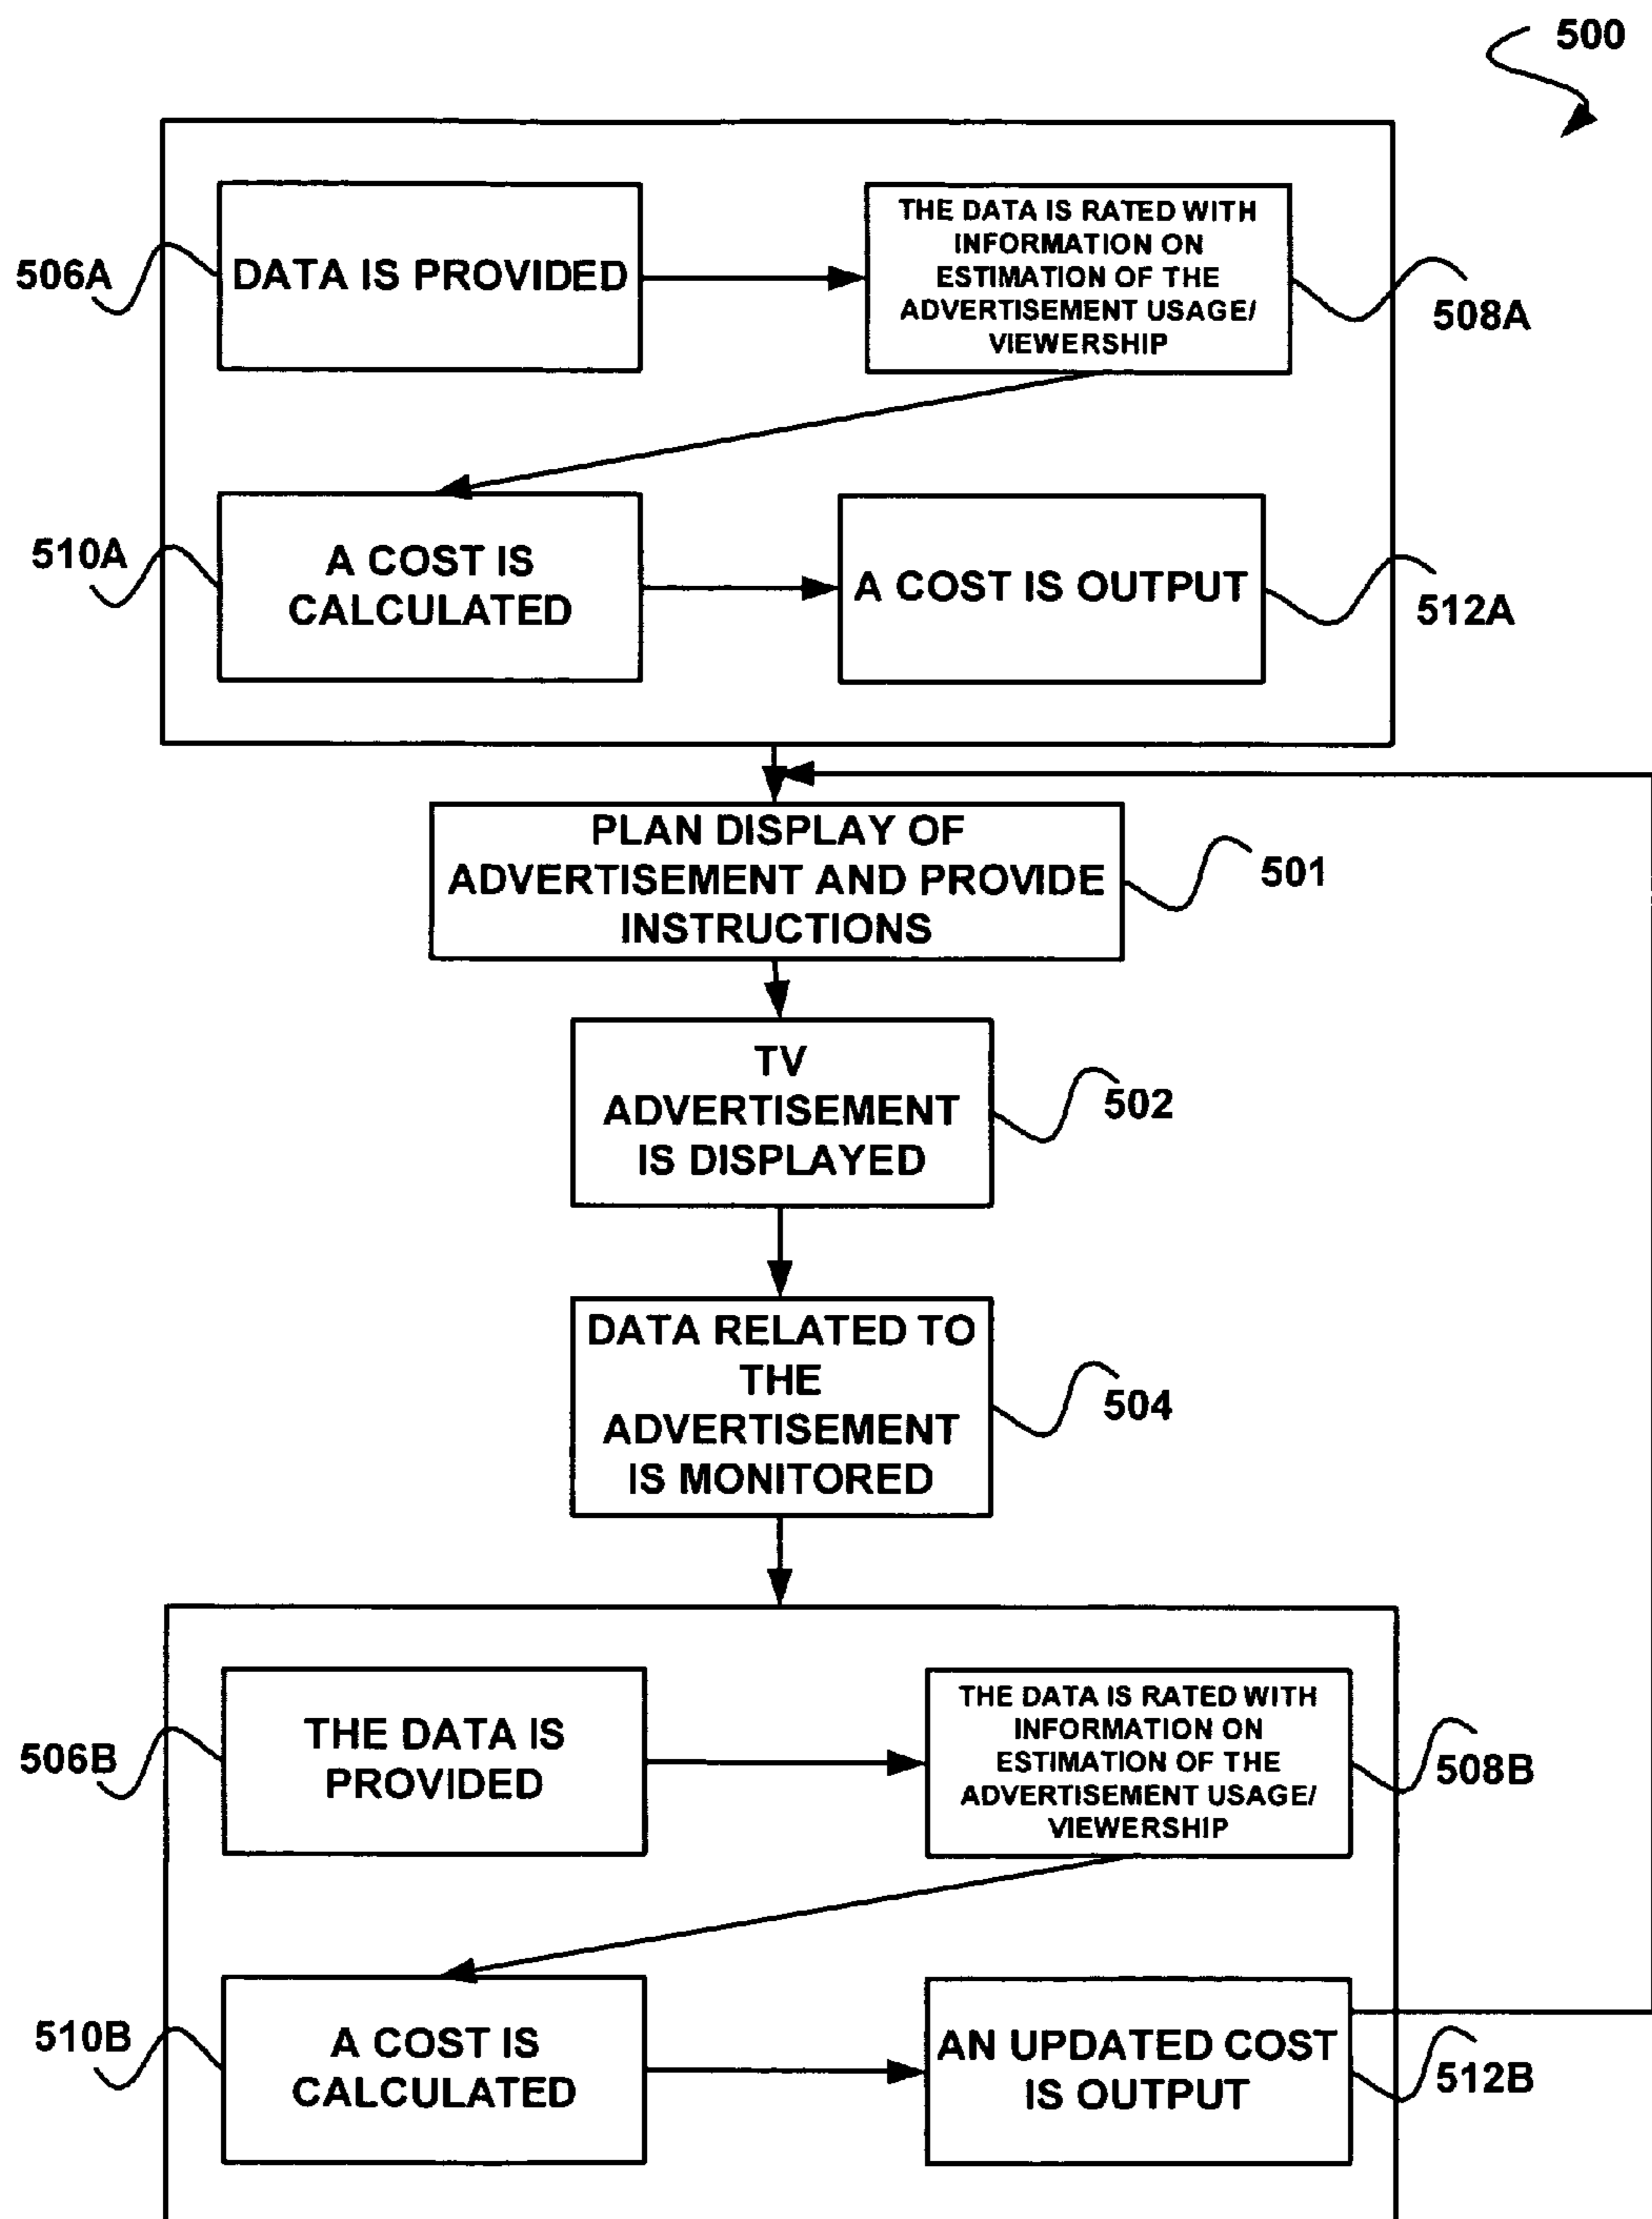 500
506A
DATA IS PROVIDED
THE DATA IS RATED WITH
INFORMATION ON
ESTIMATION OF THE
ADVERTISEMENT USAGE/
VIEWERSHIP
508A
510A
A COST IS
CALCULATED
A COST IS OUTPUT
512A
PLAN DISPLAY OF
ADVERTISEMENT AND PROVIDE
INSTRUCTIONS
501
TV
ADVERTISEMENT
IS DISPLAYED
502
DATA RELATED TO
THE
ADVERTISEMENT
IS MONITORED
504
506B
THE DATA IS
PROVIDED
THE DATA IS RATED WITH
INFORMATION ON
ESTIMATION OF THE
ADVERTISEMENT USAGE/
VIEWERSHIP
508B
510B
A COST IS
CALCULATED
AN UPDATED COST
IS OUTPUT
512B